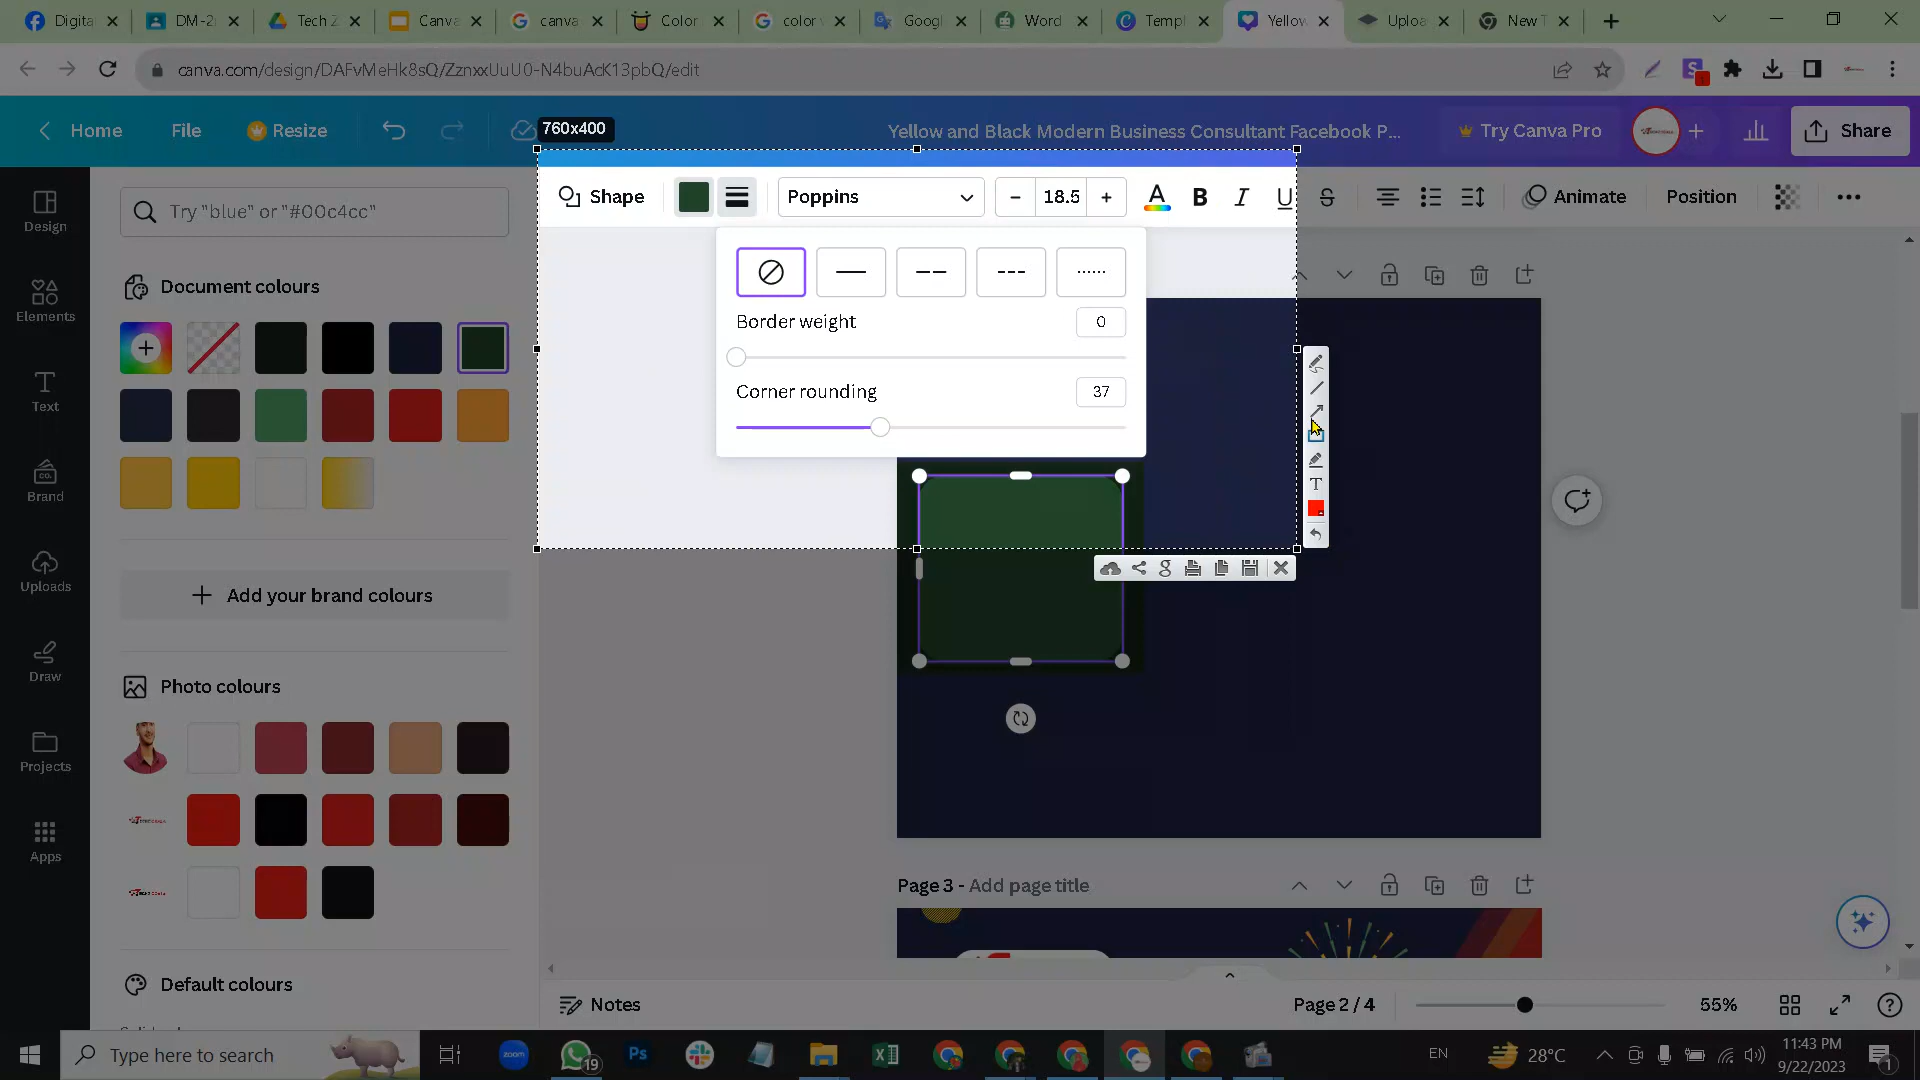 Digita
DM-2
Tech Z
Canva
canva
Color
color
Googl
Word
Templ
Yellow
Uploa
New T
canva.com/design/DAFvMeHk8sQ/ZznxxUuU0-N4buAcK13pbQ/edit
Home
File
Resize
760x400
Yellow and Black Modern Business Consultant Facebook P...
Try Canva Pro
Share
Shape
Poppins
18.5
A
B
I
U
S
Animate
Position
Try "blue" or "#00c4cc"
Design
Elements
Text
Brand
Uploads
Draw
Projects
Apps
Document colours
Add your brand colours
Photo colours
Default colours
Border weight
0
Corner rounding
37
T
Page 3 - Add page title
Notes
Page 2 / 4
55%
Type here to search
zoom
19
Ps
EN
28°C
11:43 PM
9/22/2023
1